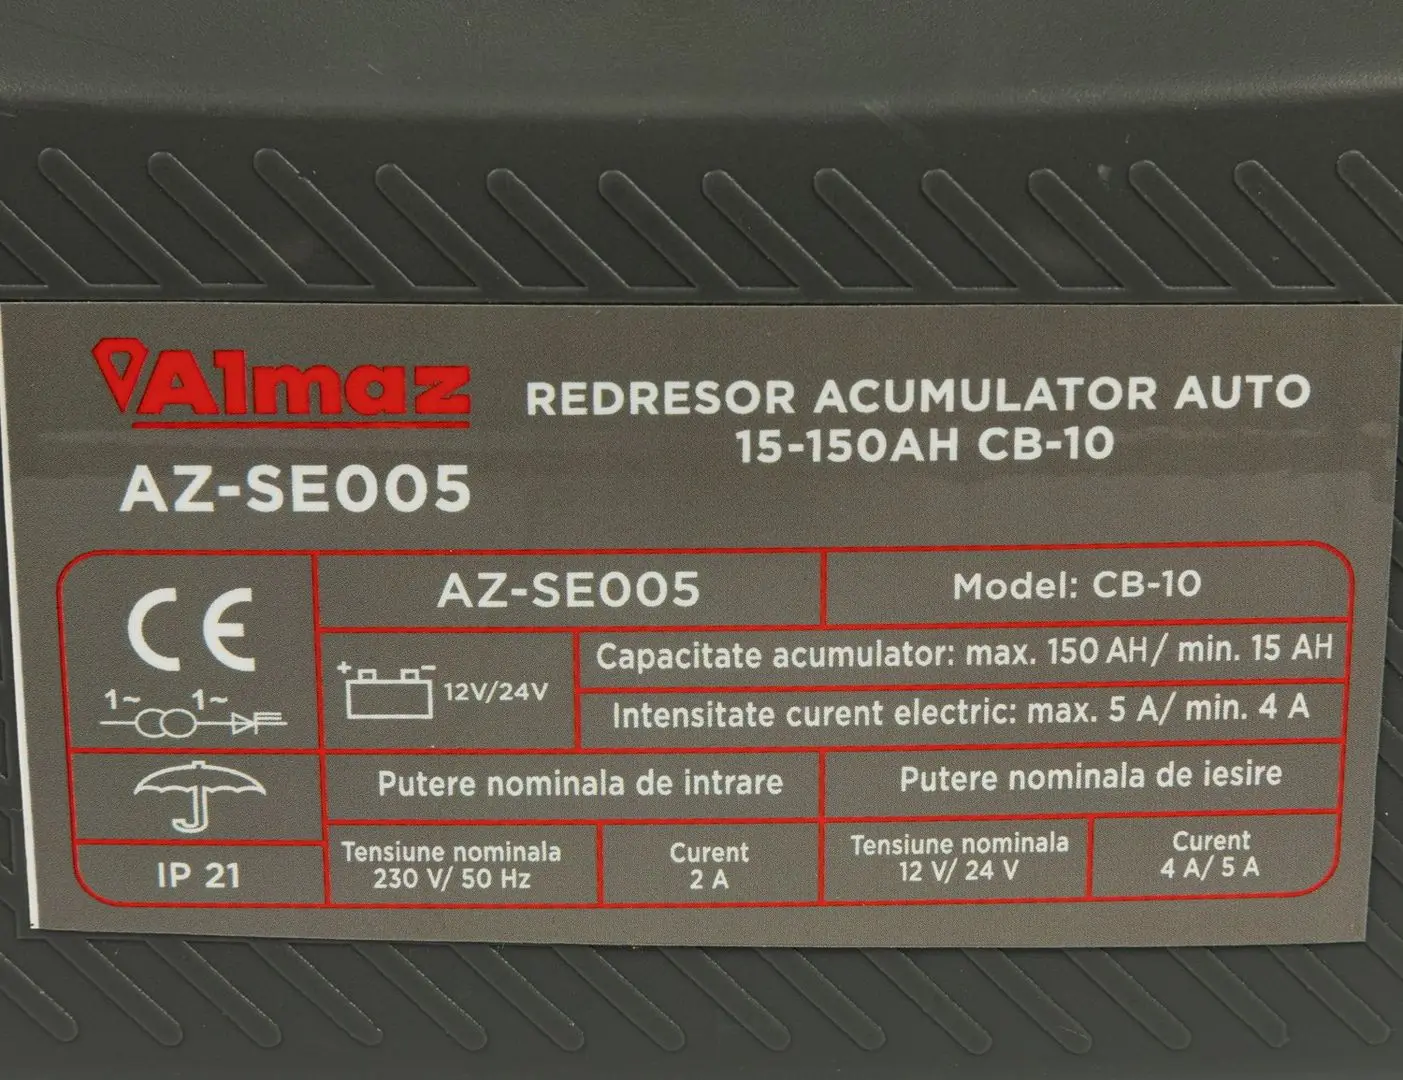 Almaz
REDRESOR ACUMULATOR AUTO
15-150AH CB-10
AZ-SE005
CE
AZ-SE005
Model: CB-10
1~ 1~
+ -
12V/24V
Capacitate acumulator: max. 150 AH/ min. 15 AH
Intensitate curent electric: max. 5 A/ min. 4 A
Putere nominala de intrare
Putere nominala de iesire
IP 21
Tensiune nominala
230 V/ 50 Hz
Curent
2 A
Tensiune nominala
12 V/ 24 V
Curent
4 A/ 5 A